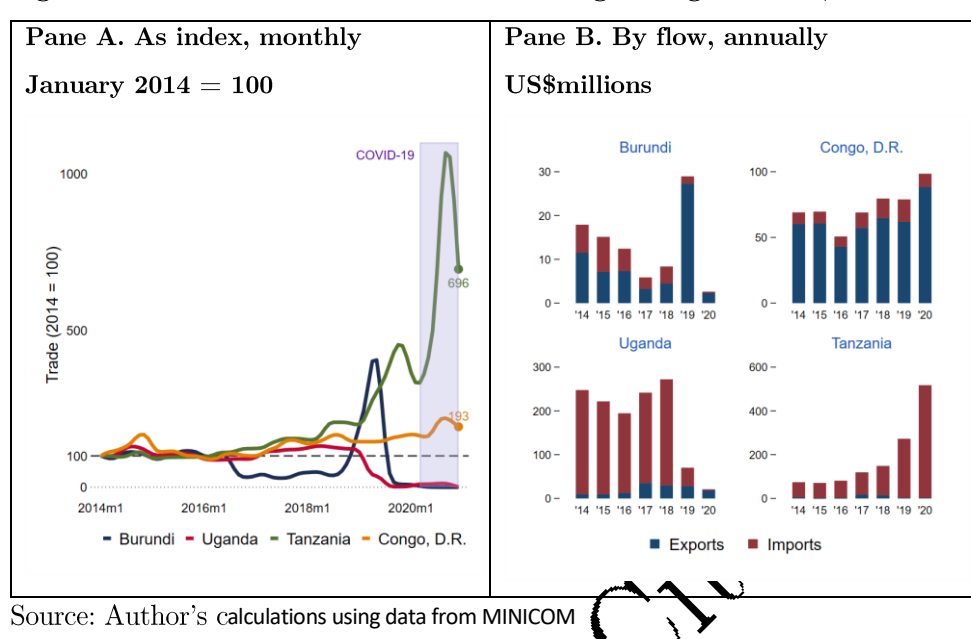 Pane A. As index, monthly
January 2014 = 100
COVID-19
1000
500
100
0
Trade (2014 = 100)
696
193
2014m1 2016m1 2018m1 2020m1
Burundi Uganda Tanzania Congo, D.R.
Pane B. By flow, annually
US$millions
Burundi
30
20
10
0
'14 '15 '16 '17 '18 '19 '20
Congo, D.R.
100
50
0
'14 '15 '16 '17 '18 '19 '20
Uganda
300
200
100
0
'14 '15 '16 '17 '18 '19 '20
Tanzania
600
400
200
0
'14 '15 '16 '17 '18 '19 '20
Exports Imports
Source: Author's calculations using data from MINICOM